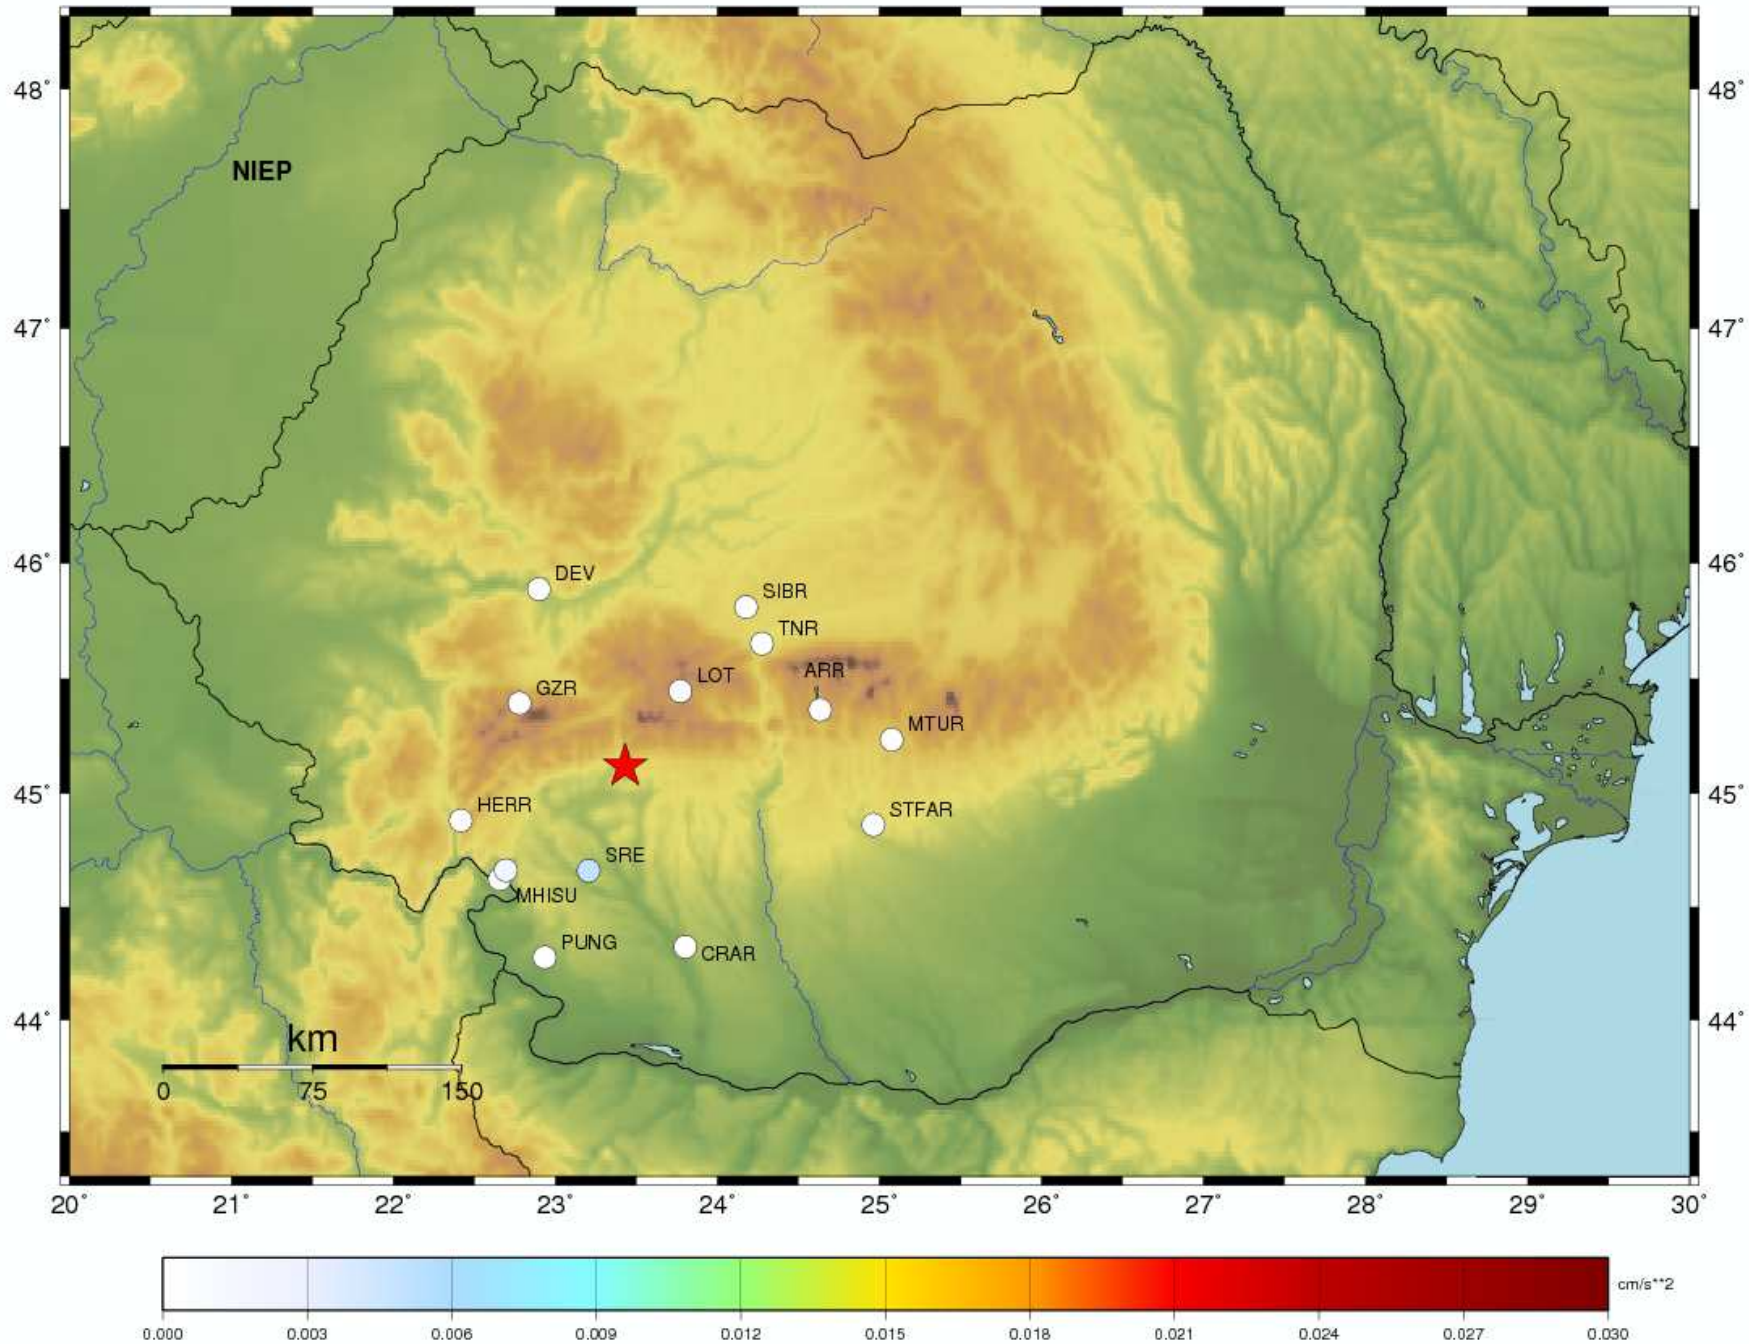 48˚
48˚
NIEP
47˚
47˚
46˚
46˚
DEV
SIBR
TNR
LOT
ARR
GZR
MTUR
45˚
45˚
HERR
STFAR
SRE
MHISU
PUNG
CRAR
44˚
44˚
km
0 75 150
20˚ 21˚ 22˚ 23˚ 24˚ 25˚ 26˚ 27˚ 28˚ 29˚ 30˚
cm/s**2
0.000 0.003 0.006 0.009 0.012 0.015 0.018 0.021 0.024 0.027 0.030